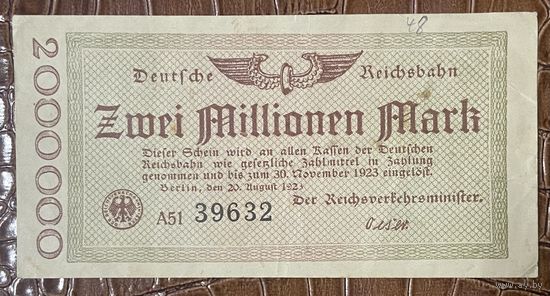 48
2000000
Deutsche Reichsbahn
Zwei Millionen Mark
Dieser Schein wird an allen Kassen der Deutschen
Reichsbahn wie gesetzliche Zahlmittel in Zahlung
genommen und bis zum 30. November 1923 eingelöst.
Berlin, den 20. August 1923
Der Reichsverkehrsminister.
A51 39632
Oeser